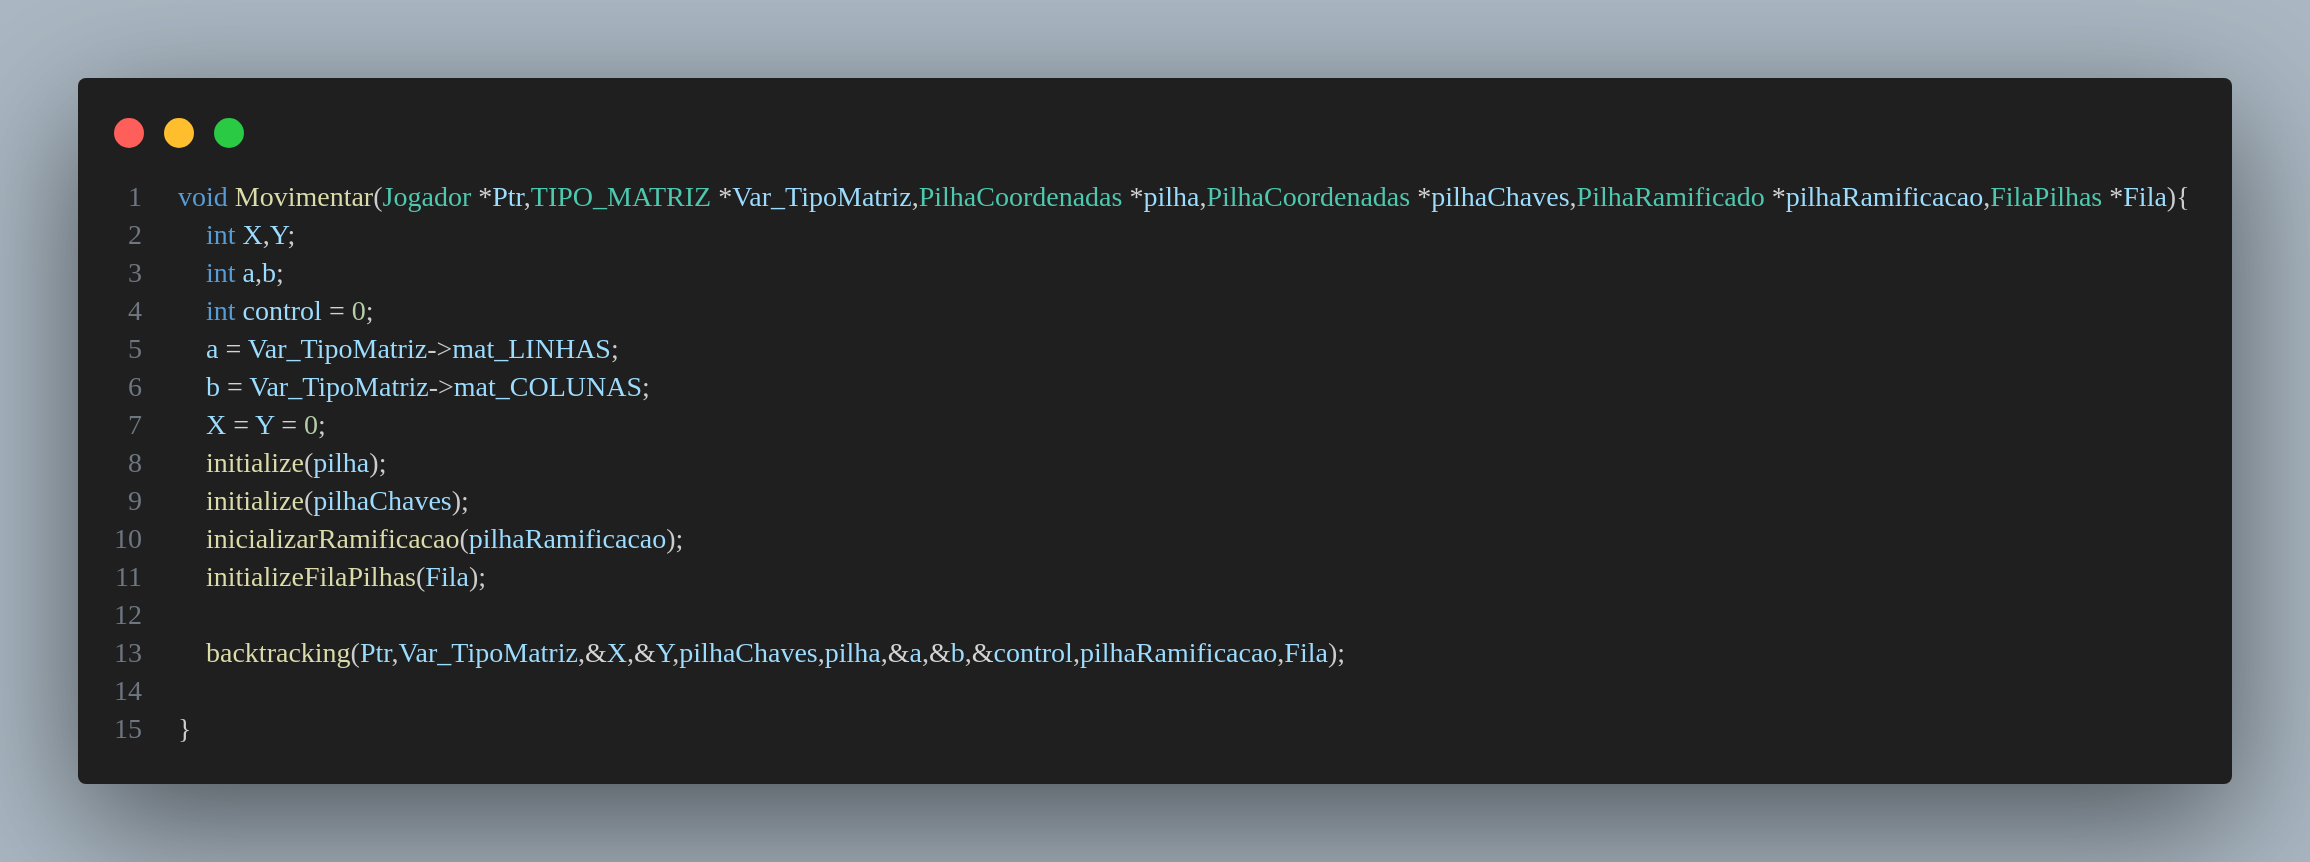 1 void Movimentar(Jogador *Ptr,TIPO_MATRIZ *Var_TipoMatriz,PilhaCoordenadas *pilha,PilhaCoordenadas *pilhaChaves,PilhaRamificado *pilhaRamificacao,FilaPilhas *Fila){
2     int X,Y;
3     int a,b;
4     int control = 0;
5     a = Var_TipoMatriz->mat_LINHAS;
6     b = Var_TipoMatriz->mat_COLUNAS;
7     X = Y = 0;
8     initialize(pilha);
9     initialize(pilhaChaves);
10     inicializarRamificacao(pilhaRamificacao);
11     initializeFilaPilhas(Fila);
12
13     backtracking(Ptr,Var_TipoMatriz,&X,&Y,pilhaChaves,pilha,&a,&b,&control,pilhaRamificacao,Fila);
14
15 }